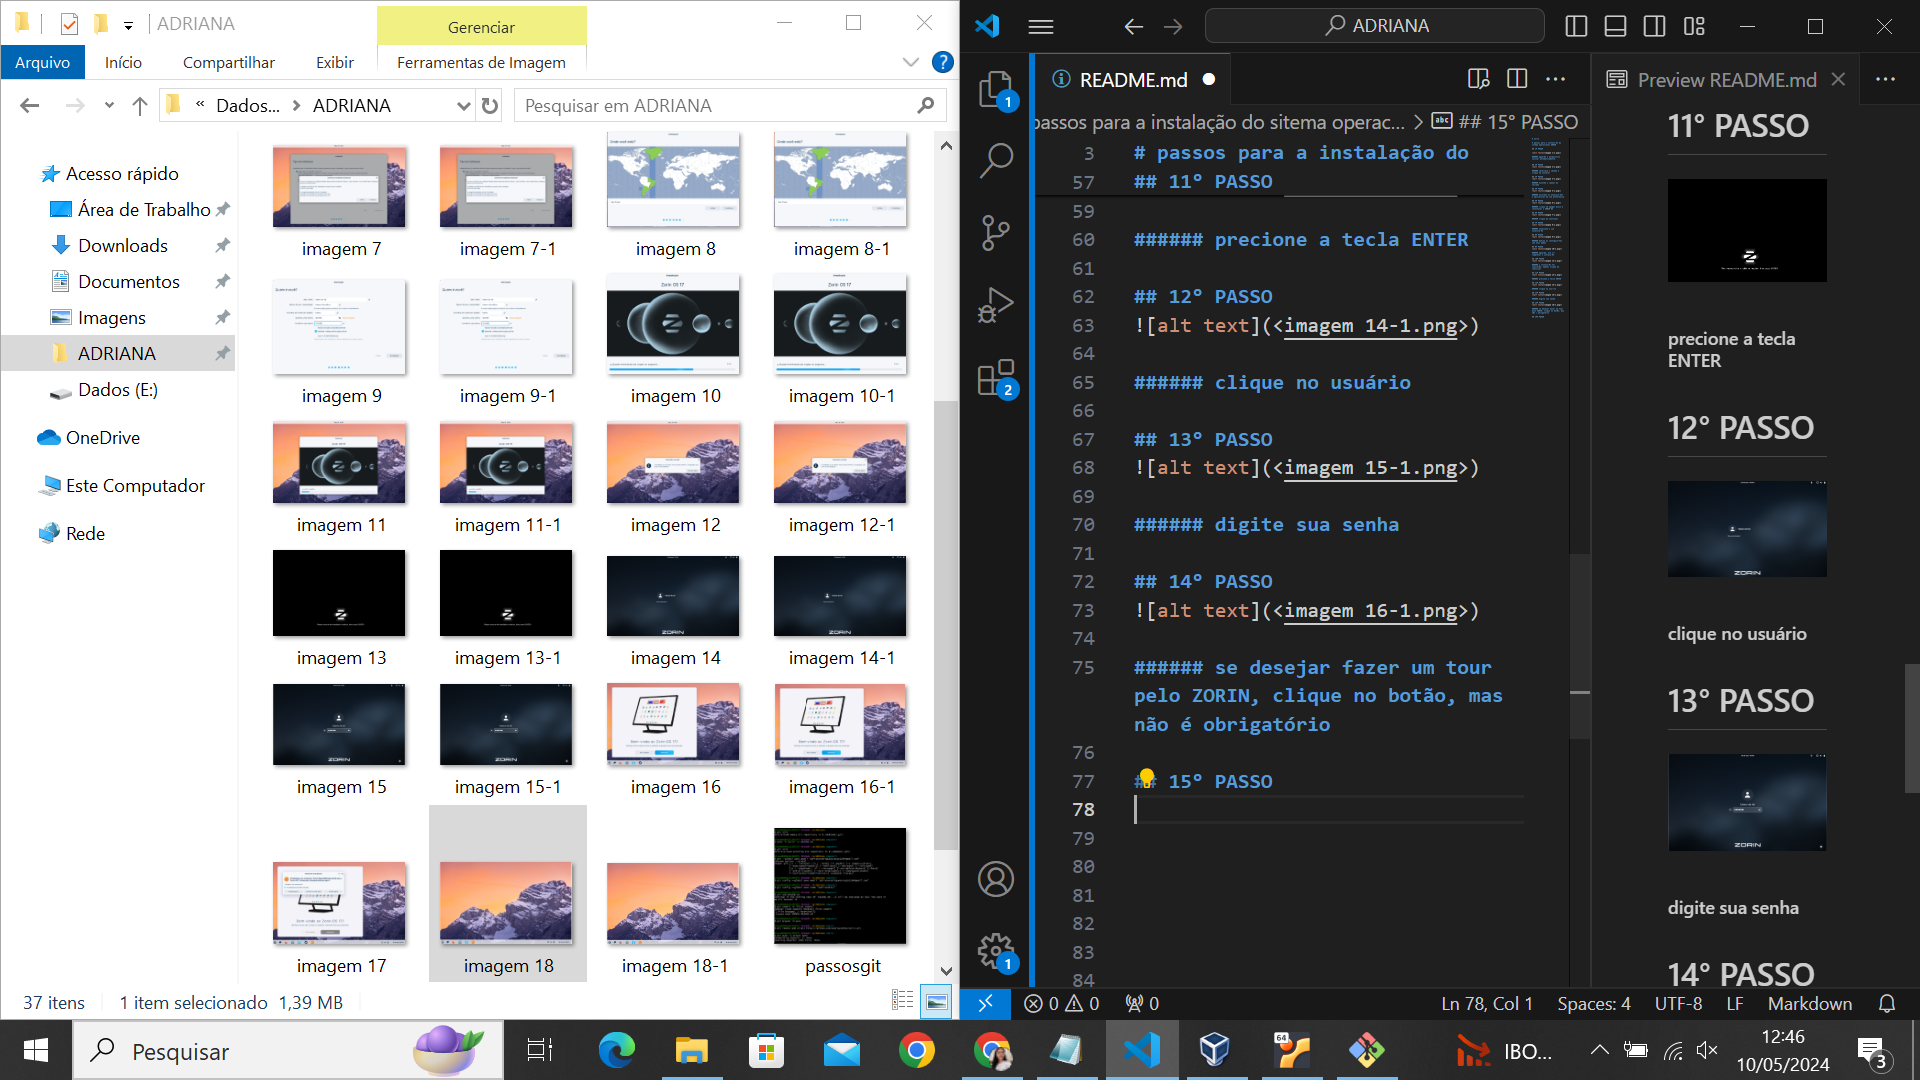 ADRIANA
Gerenciar
Arquivo
Início
Compartilhar
Exibir
Ferramentas de Imagem
?
« Dados... > ADRIANA
Pesquisar em ADRIANA
Acesso rápido
Área de Trabalho
Downloads
Documentos
Imagens
ADRIANA
Dados (E:)
OneDrive
Este Computador
Rede
imagem 7
imagem 7-1
imagem 8
imagem 8-1
imagem 9
imagem 9-1
imagem 10
imagem 10-1
imagem 11
imagem 11-1
imagem 12
imagem 12-1
imagem 13
imagem 13-1
imagem 14
imagem 14-1
imagem 15
imagem 15-1
imagem 16
imagem 16-1
imagem 17
imagem 18
imagem 18-1
passosgit
37 itens
1 item selecionado 1,39 MB
ADRIANA
README.md
passos para a instalação do sitema operac... > ## 15° PASSO
3 # passos para a instalação do
57 ## 11° PASSO
59
60 ###### precione a tecla ENTER
61
62 ## 12° PASSO
63 ![alt text](<imagem 14-1.png>)
64
65 ###### clique no usuário
66
67 ## 13° PASSO
68 ![alt text](<imagem 15-1.png>)
69
70 ###### digite sua senha
71
72 ## 14° PASSO
73 ![alt text](<imagem 16-1.png>)
74
75 ###### se desejar fazer um tour
pelo ZORIN, clique no botão, mas
não é obrigatório
76
77 ## 15° PASSO
78
79
80
81
82
83
84
1
2
1
Preview README.md
11° PASSO
precione a tecla
ENTER
12° PASSO
ZORIN
clique no usuário
13° PASSO
ZORIN
digite sua senha
14° PASSO
0 0
0
Ln 78, Col 1
Spaces: 4
UTF-8
LF
Markdown
Pesquisar
64
IBO...
12:46
10/05/2024
3